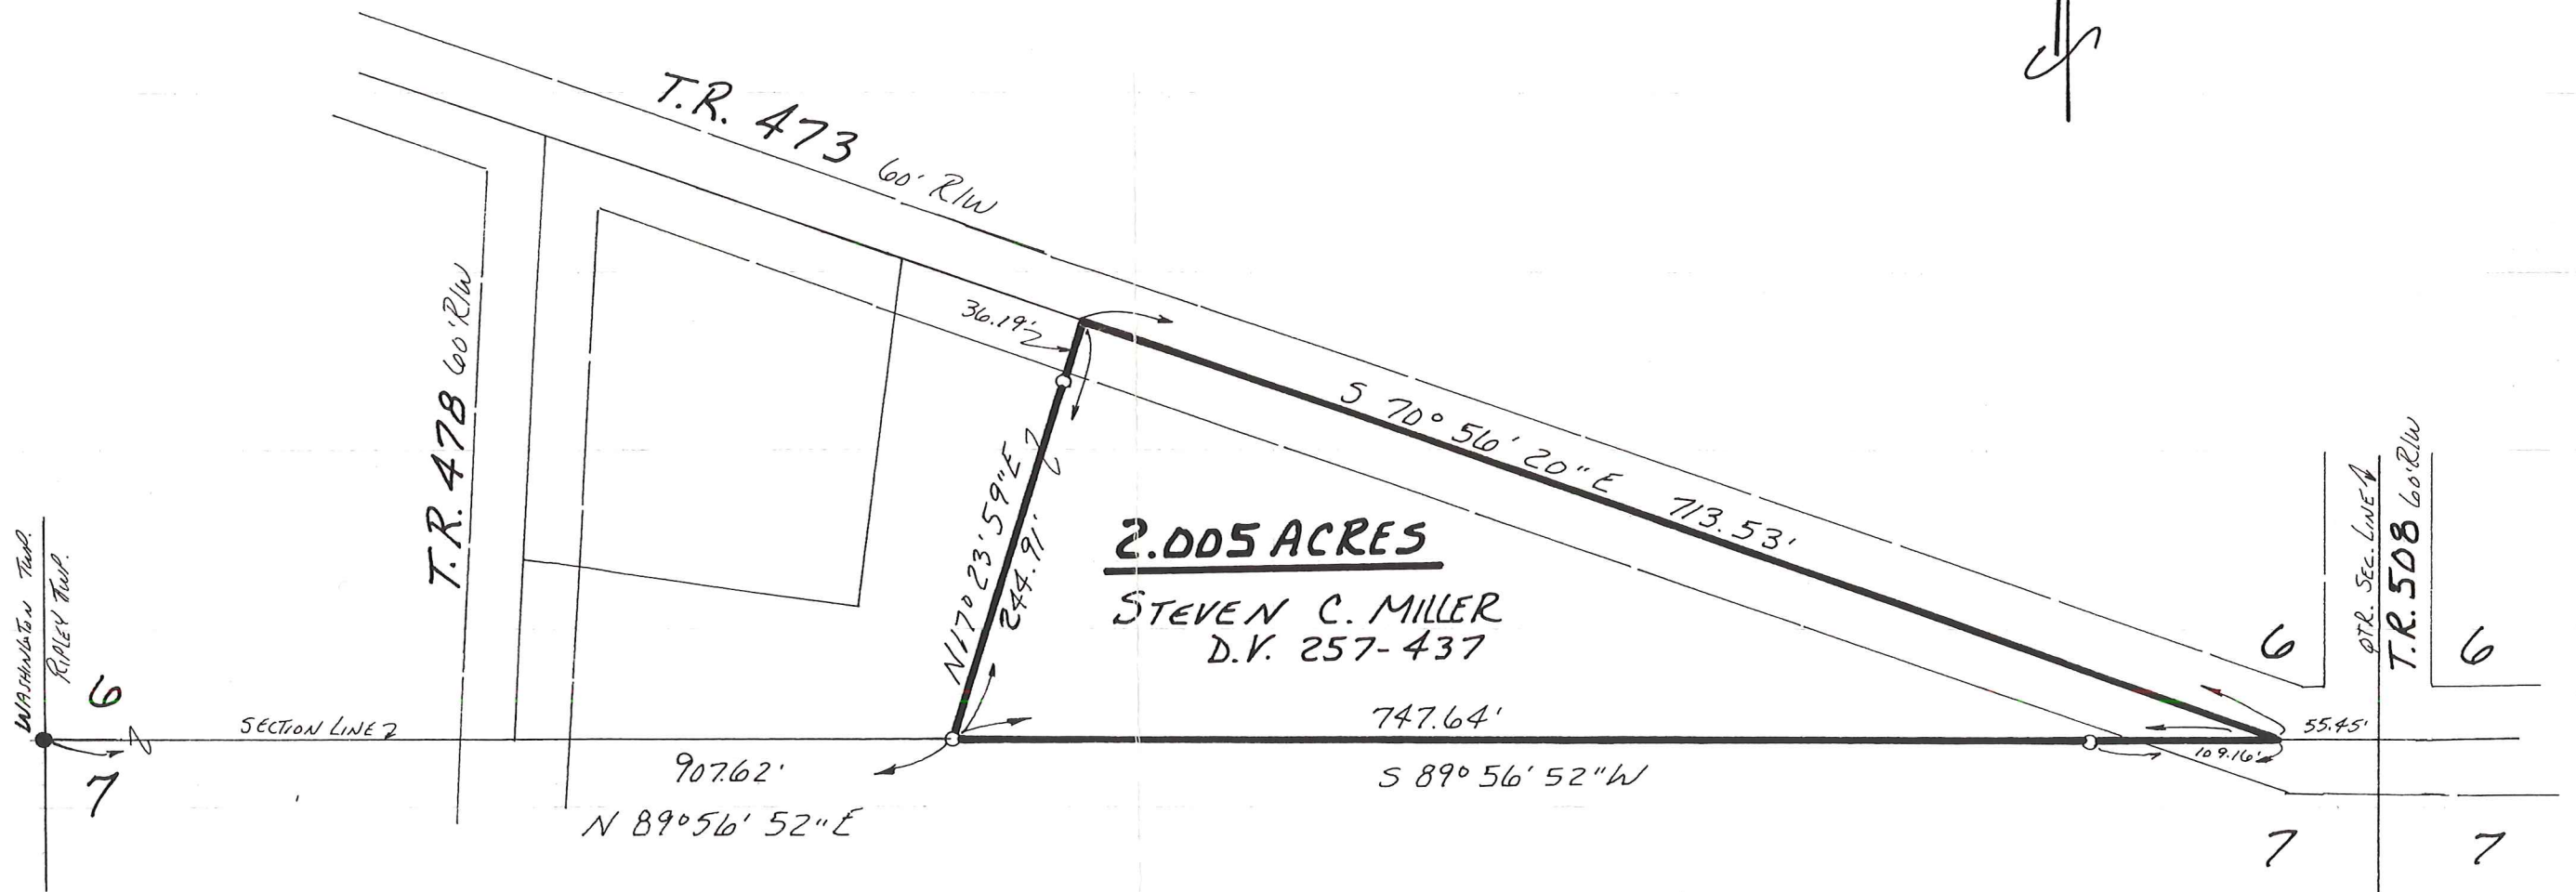 T.R. 473 60' R/W
36.19'
T.R. 478 60' R/W
S 70° 56' 20" E 713.53'
N 17° 23' 59" E
244.91'
2.005 ACRES
STEVEN C. MILLER
D.V. 257-437
WASHINGTON TWP.
RIPLEY TWP.
6
7
SECTION LINE
907.62'
N 89° 56' 52" E
747.64'
S 89° 56' 52" W
109.16'
55.45'
QTR. SEC. LINE
T.R. 508 60' R/W
6
6
7
7